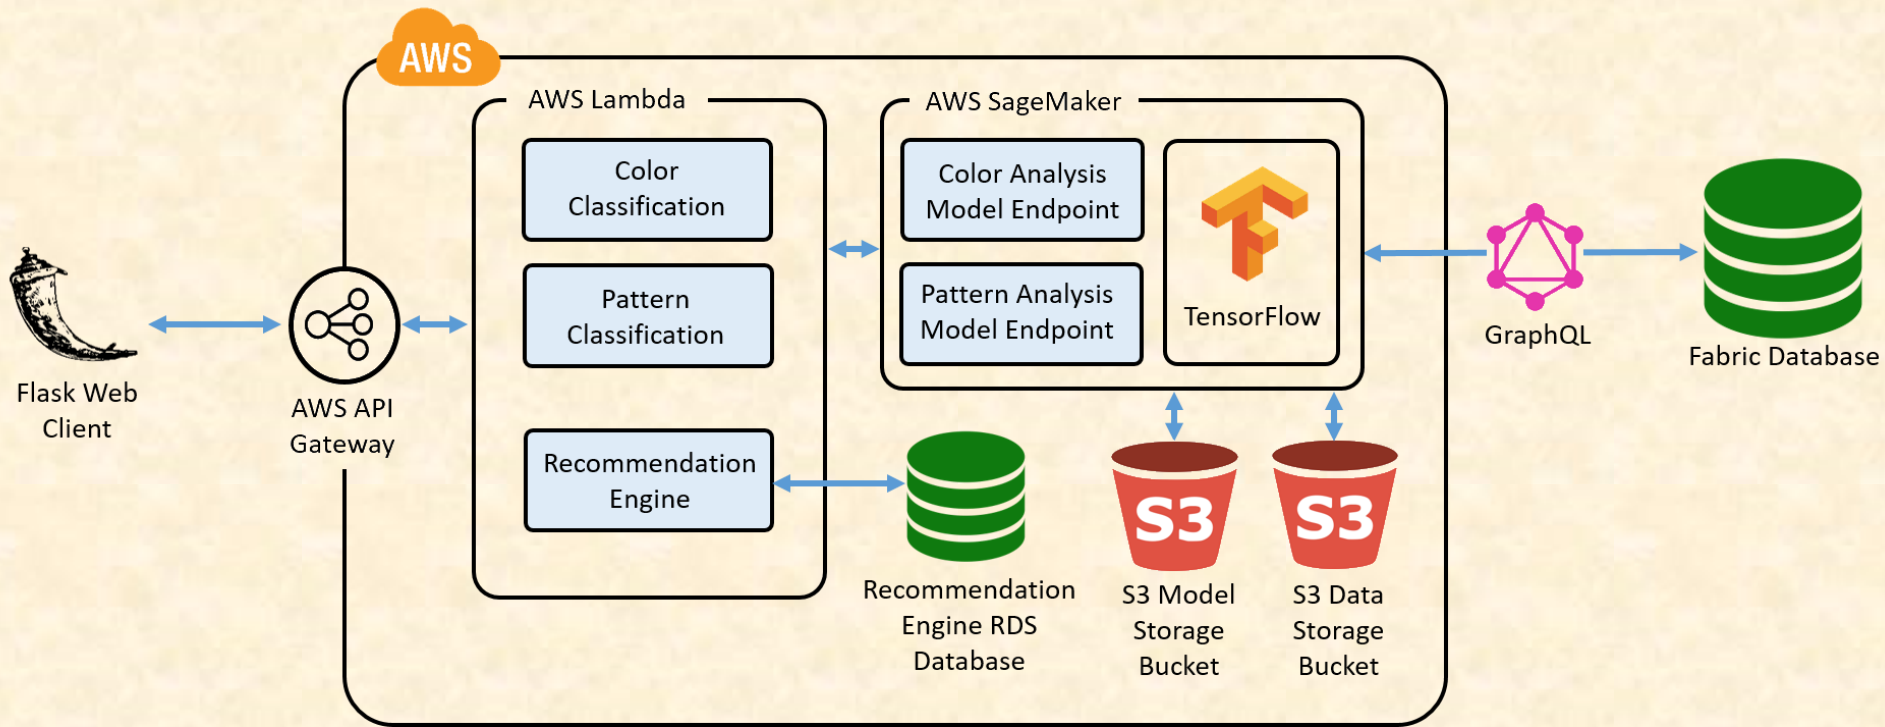 AWS
AWS Lambda
Color
Classification
Pattern
Classification
Recommendation
Engine
AWS SageMaker
Color Analysis
Model Endpoint
Pattern Analysis
Model Endpoint
TensorFlow
Flask Web
Client
AWS API
Gateway
GraphQL
Fabric Database
Recommendation
Engine RDS
Database
S3
S3 Model
Storage
Bucket
S3
S3 Data
Storage
Bucket